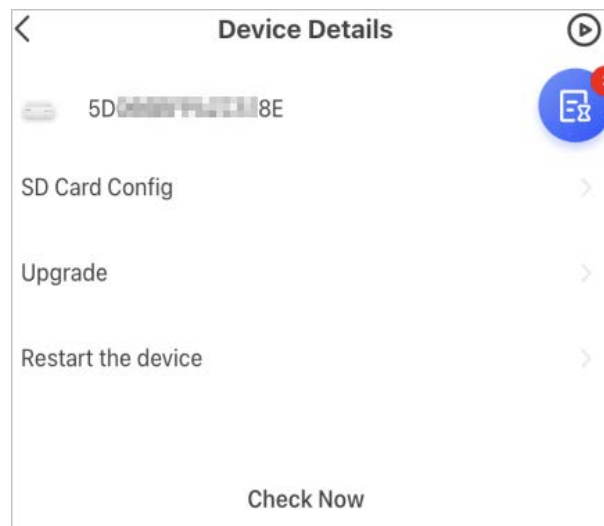 Device Details
5D 8E
SD Card Config
Upgrade
Restart the device
Check Now